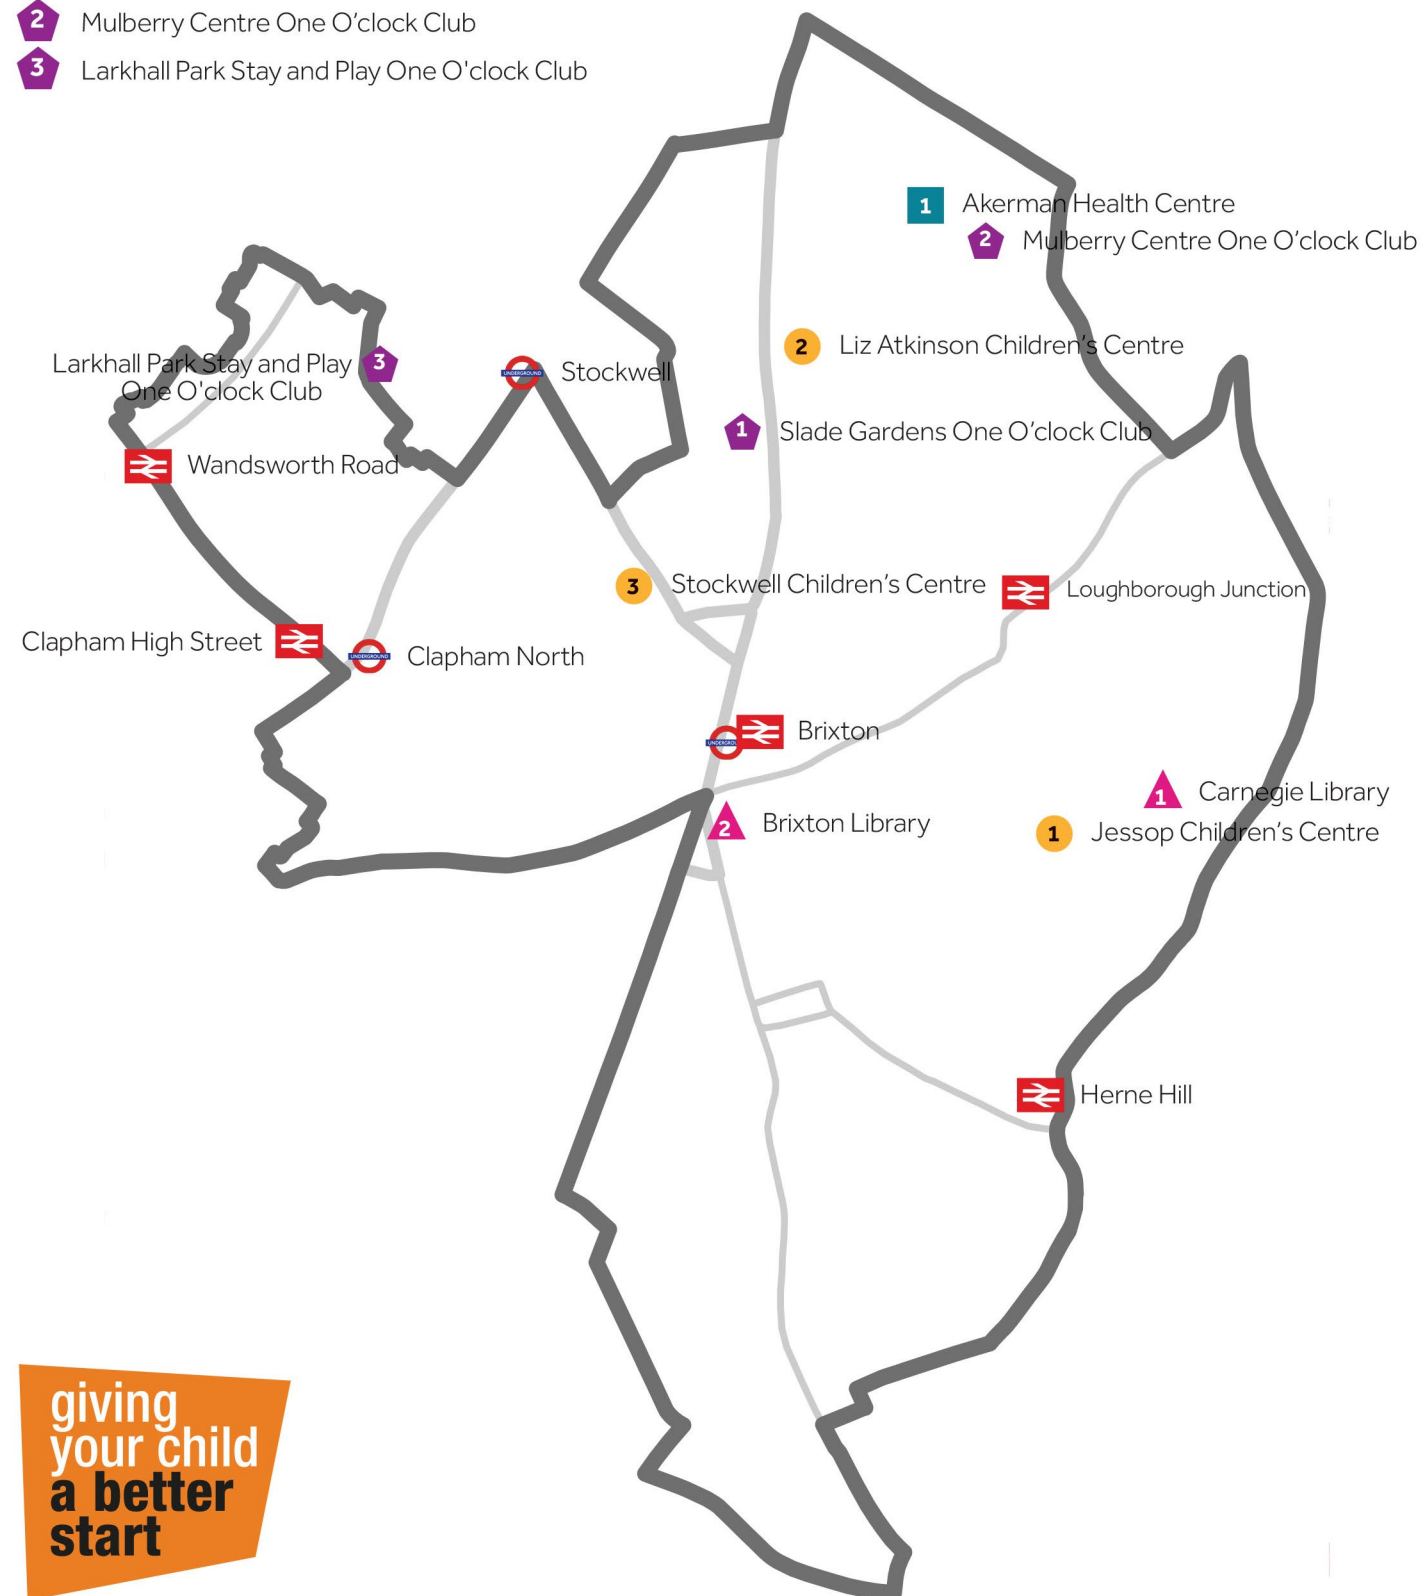 2 Mulberry Centre One O’clock Club
3 Larkhall Park Stay and Play One O'clock Club
1 Akerman Health Centre
2 Mulberry Centre One O’clock Club
2 Liz Atkinson Children’s Centre
Larkhall Park Stay and Play 3
One O'clock Club
UNDERGROUND Stockwell
1 Slade Gardens One O’clock Club
Wandsworth Road
3 Stockwell Children’s Centre
Loughborough Junction
Clapham High Street
UNDERGROUND Clapham North
UNDERGROU Brixton
1 Carnegie Library
2 Brixton Library
1 Jessop Children’s Centre
Herne Hill
giving
your child
a better
start